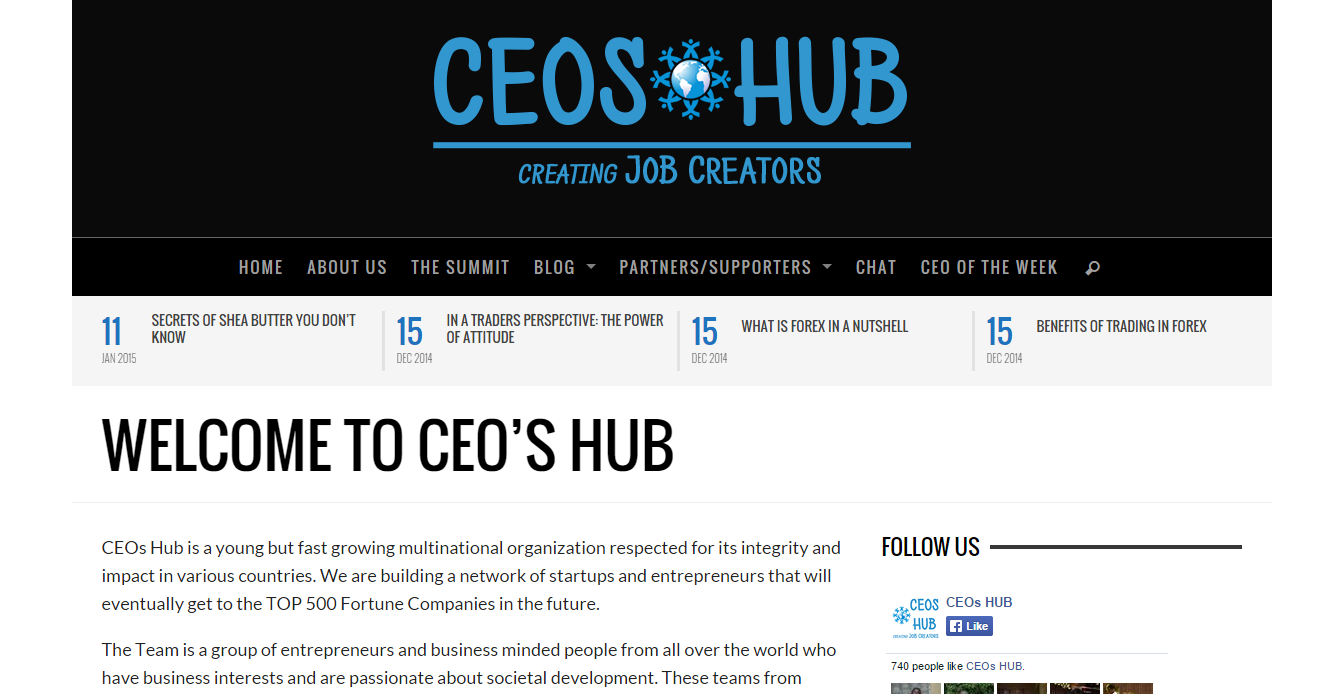 CEOS HUB
CREATING JOB CREATORS
HOME ABOUT US THE SUMMIT BLOG PARTNERS/SUPPORTERS CHAT CEO OF THE WEEK
11
JAN 2015
SECRETS OF SHEA BUTTER YOU DON'T
KNOW
15
DEC 2014
IN A TRADERS PERSPECTIVE: THE POWER
OF ATTITUDE
15
DEC 2014
WHAT IS FOREX IN A NUTSHELL
15
DEC 2014
BENEFITS OF TRADING IN FOREX
WELCOME TO CEO’S HUB
CEOs Hub is a young but fast growing multinational organization respected for its integrity and
impact in various countries. We are building a network of startups and entrepreneurs that will
eventually get to the TOP 500 Fortune Companies in the future.
The Team is a group of entrepreneurs and business minded people from all over the world who
have business interests and are passionate about societal development. These teams from
FOLLOW US
CEOS HUB
CREATING JOB CREATORS
CEOs HUB
Like
740 people like CEOs HUB.